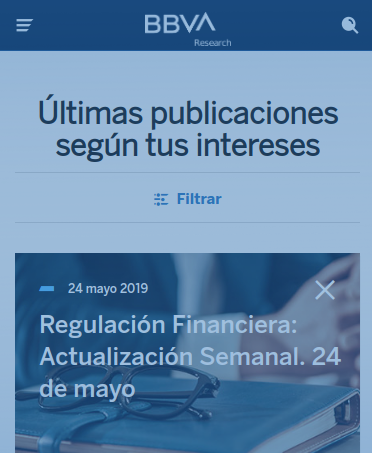 BBVA
Research
Últimas publicaciones
según tus intereses
Filtrar
24 mayo 2019
Regulación Financiera:
Actualización Semanal. 24
de mayo